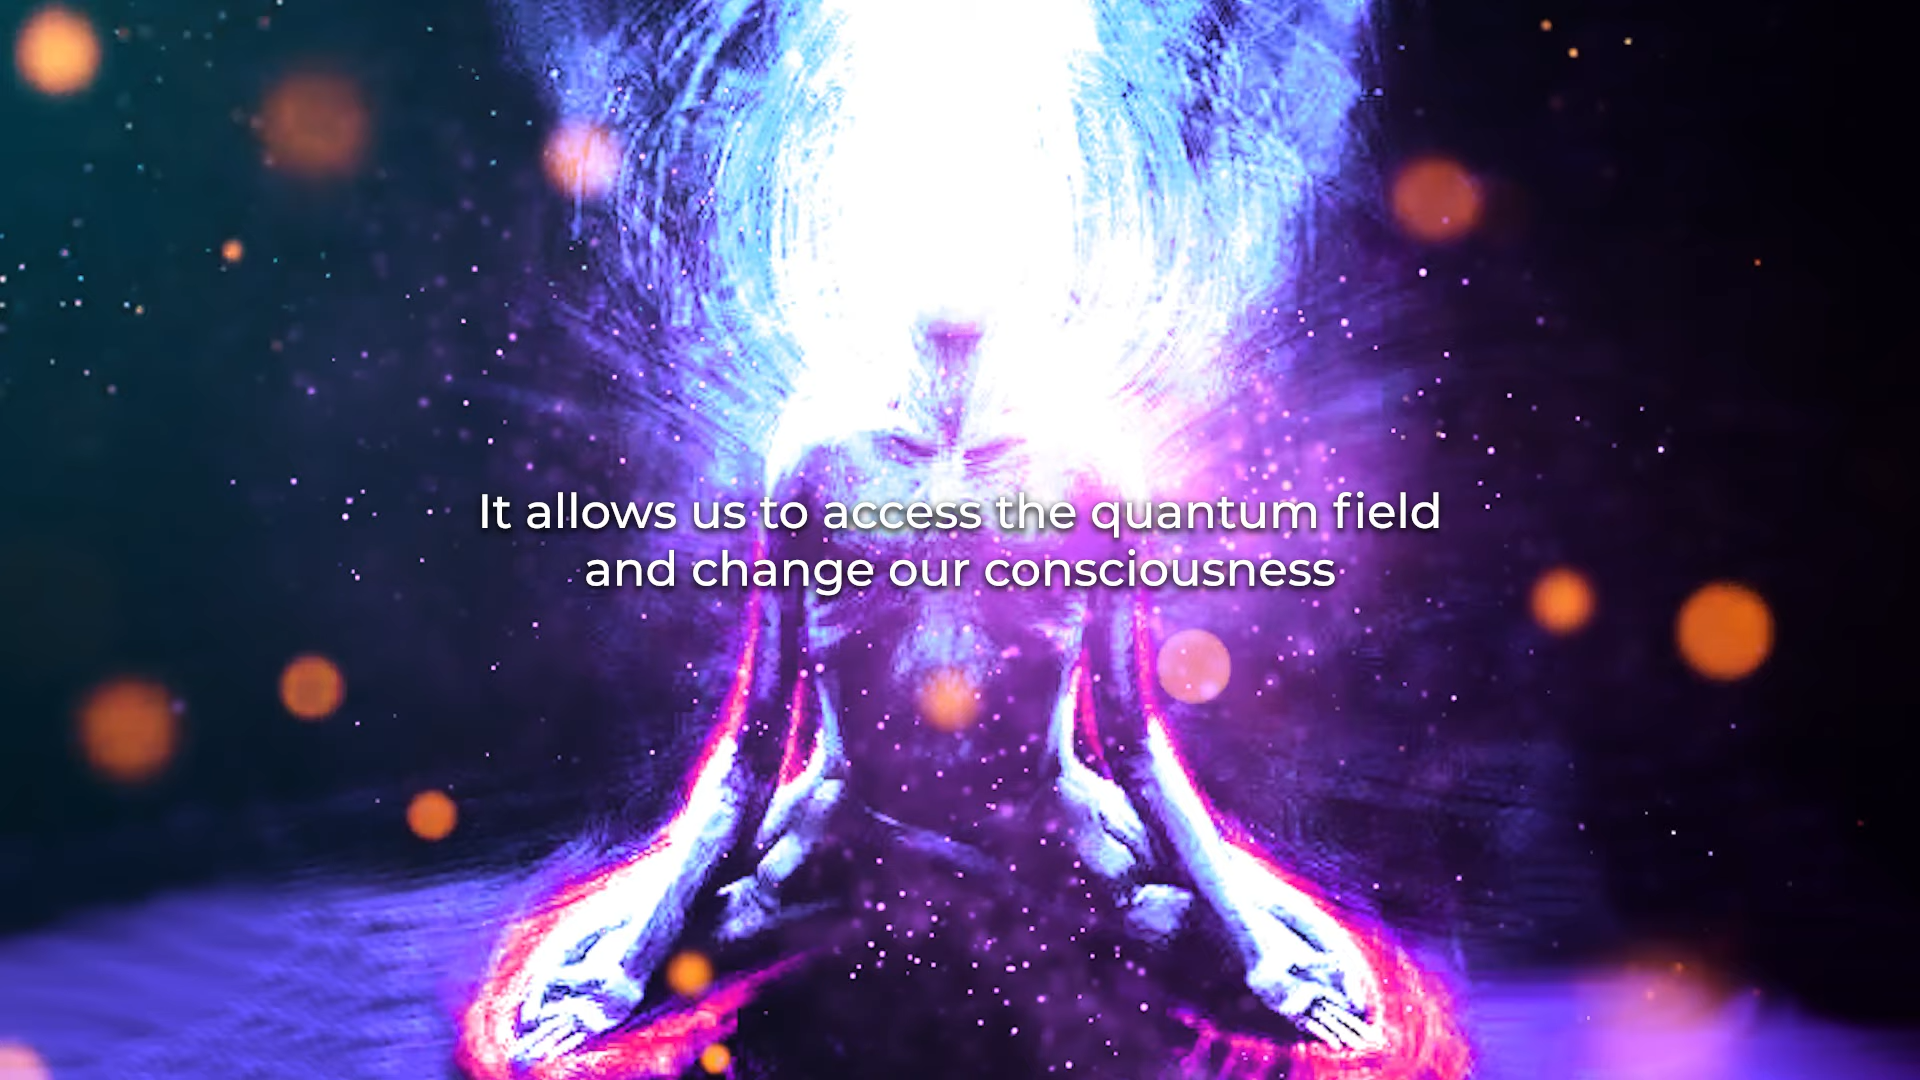 It allows us to access the quantum field
and change our consciousness